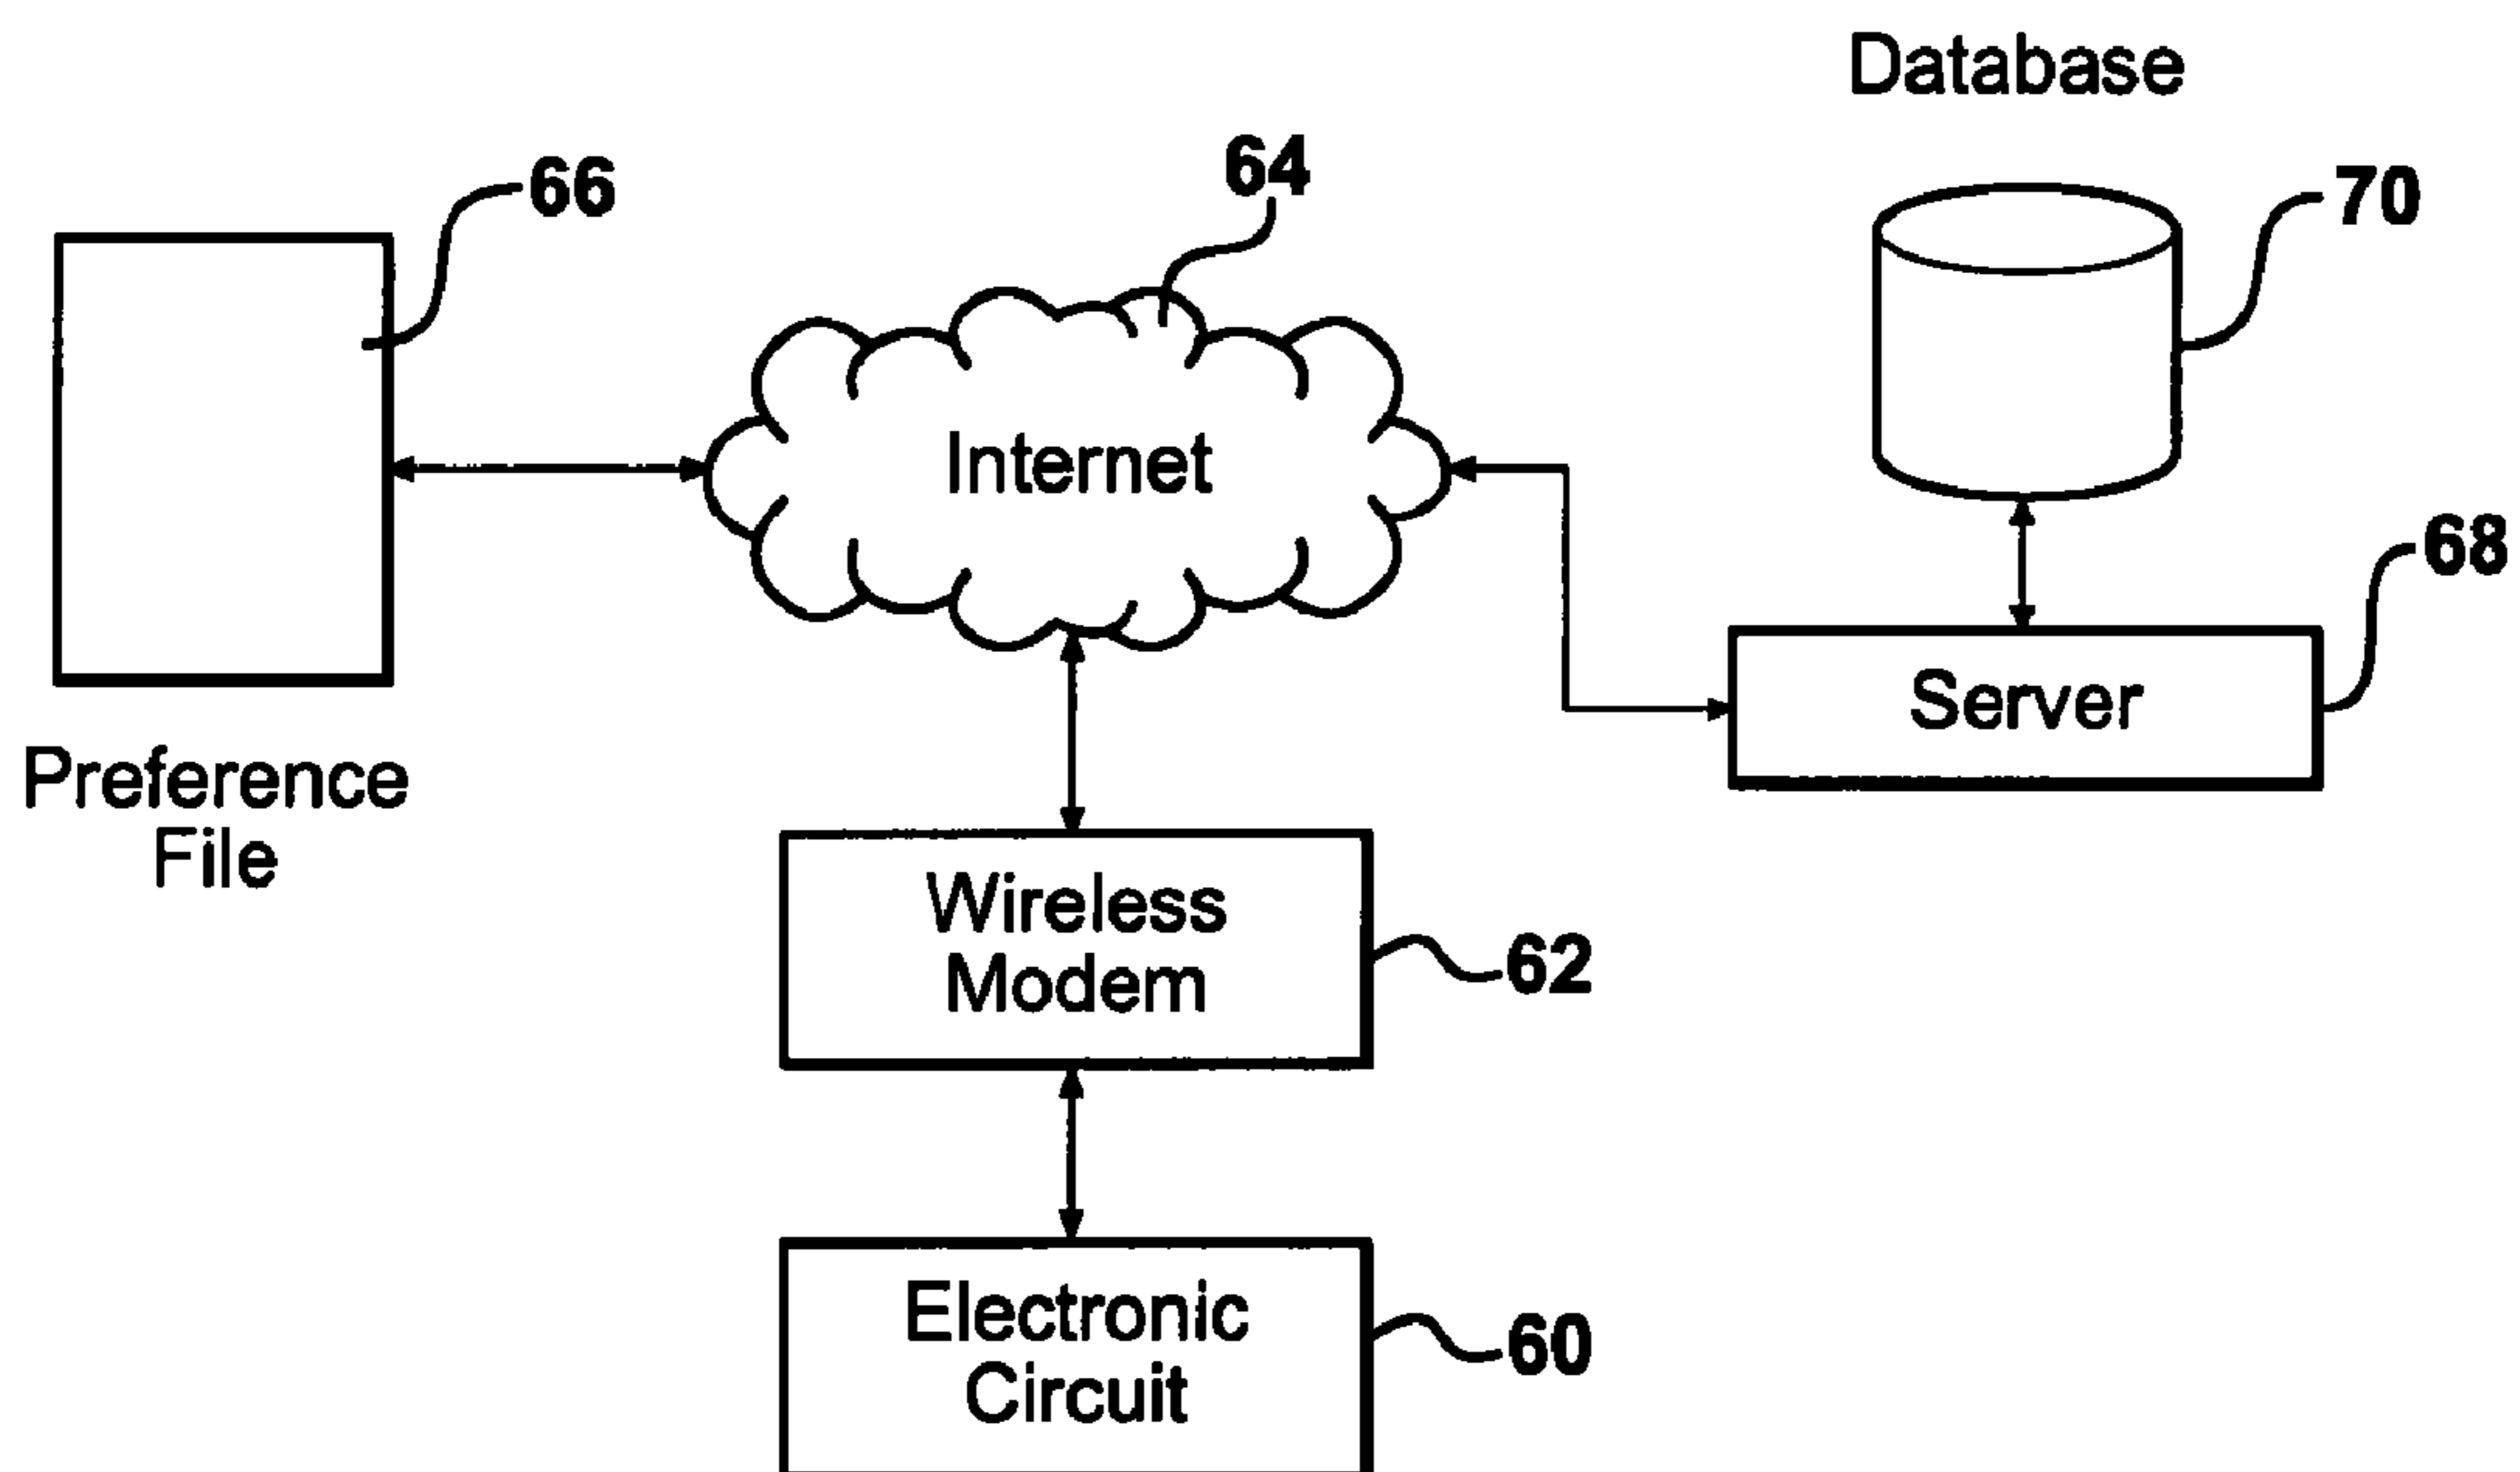 Database
66
64
70
Internet
68
Server
Preference
File
Wireless
Modem
62
Electronic
Circuit
60